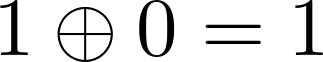 1 ⊕ 0 = 1